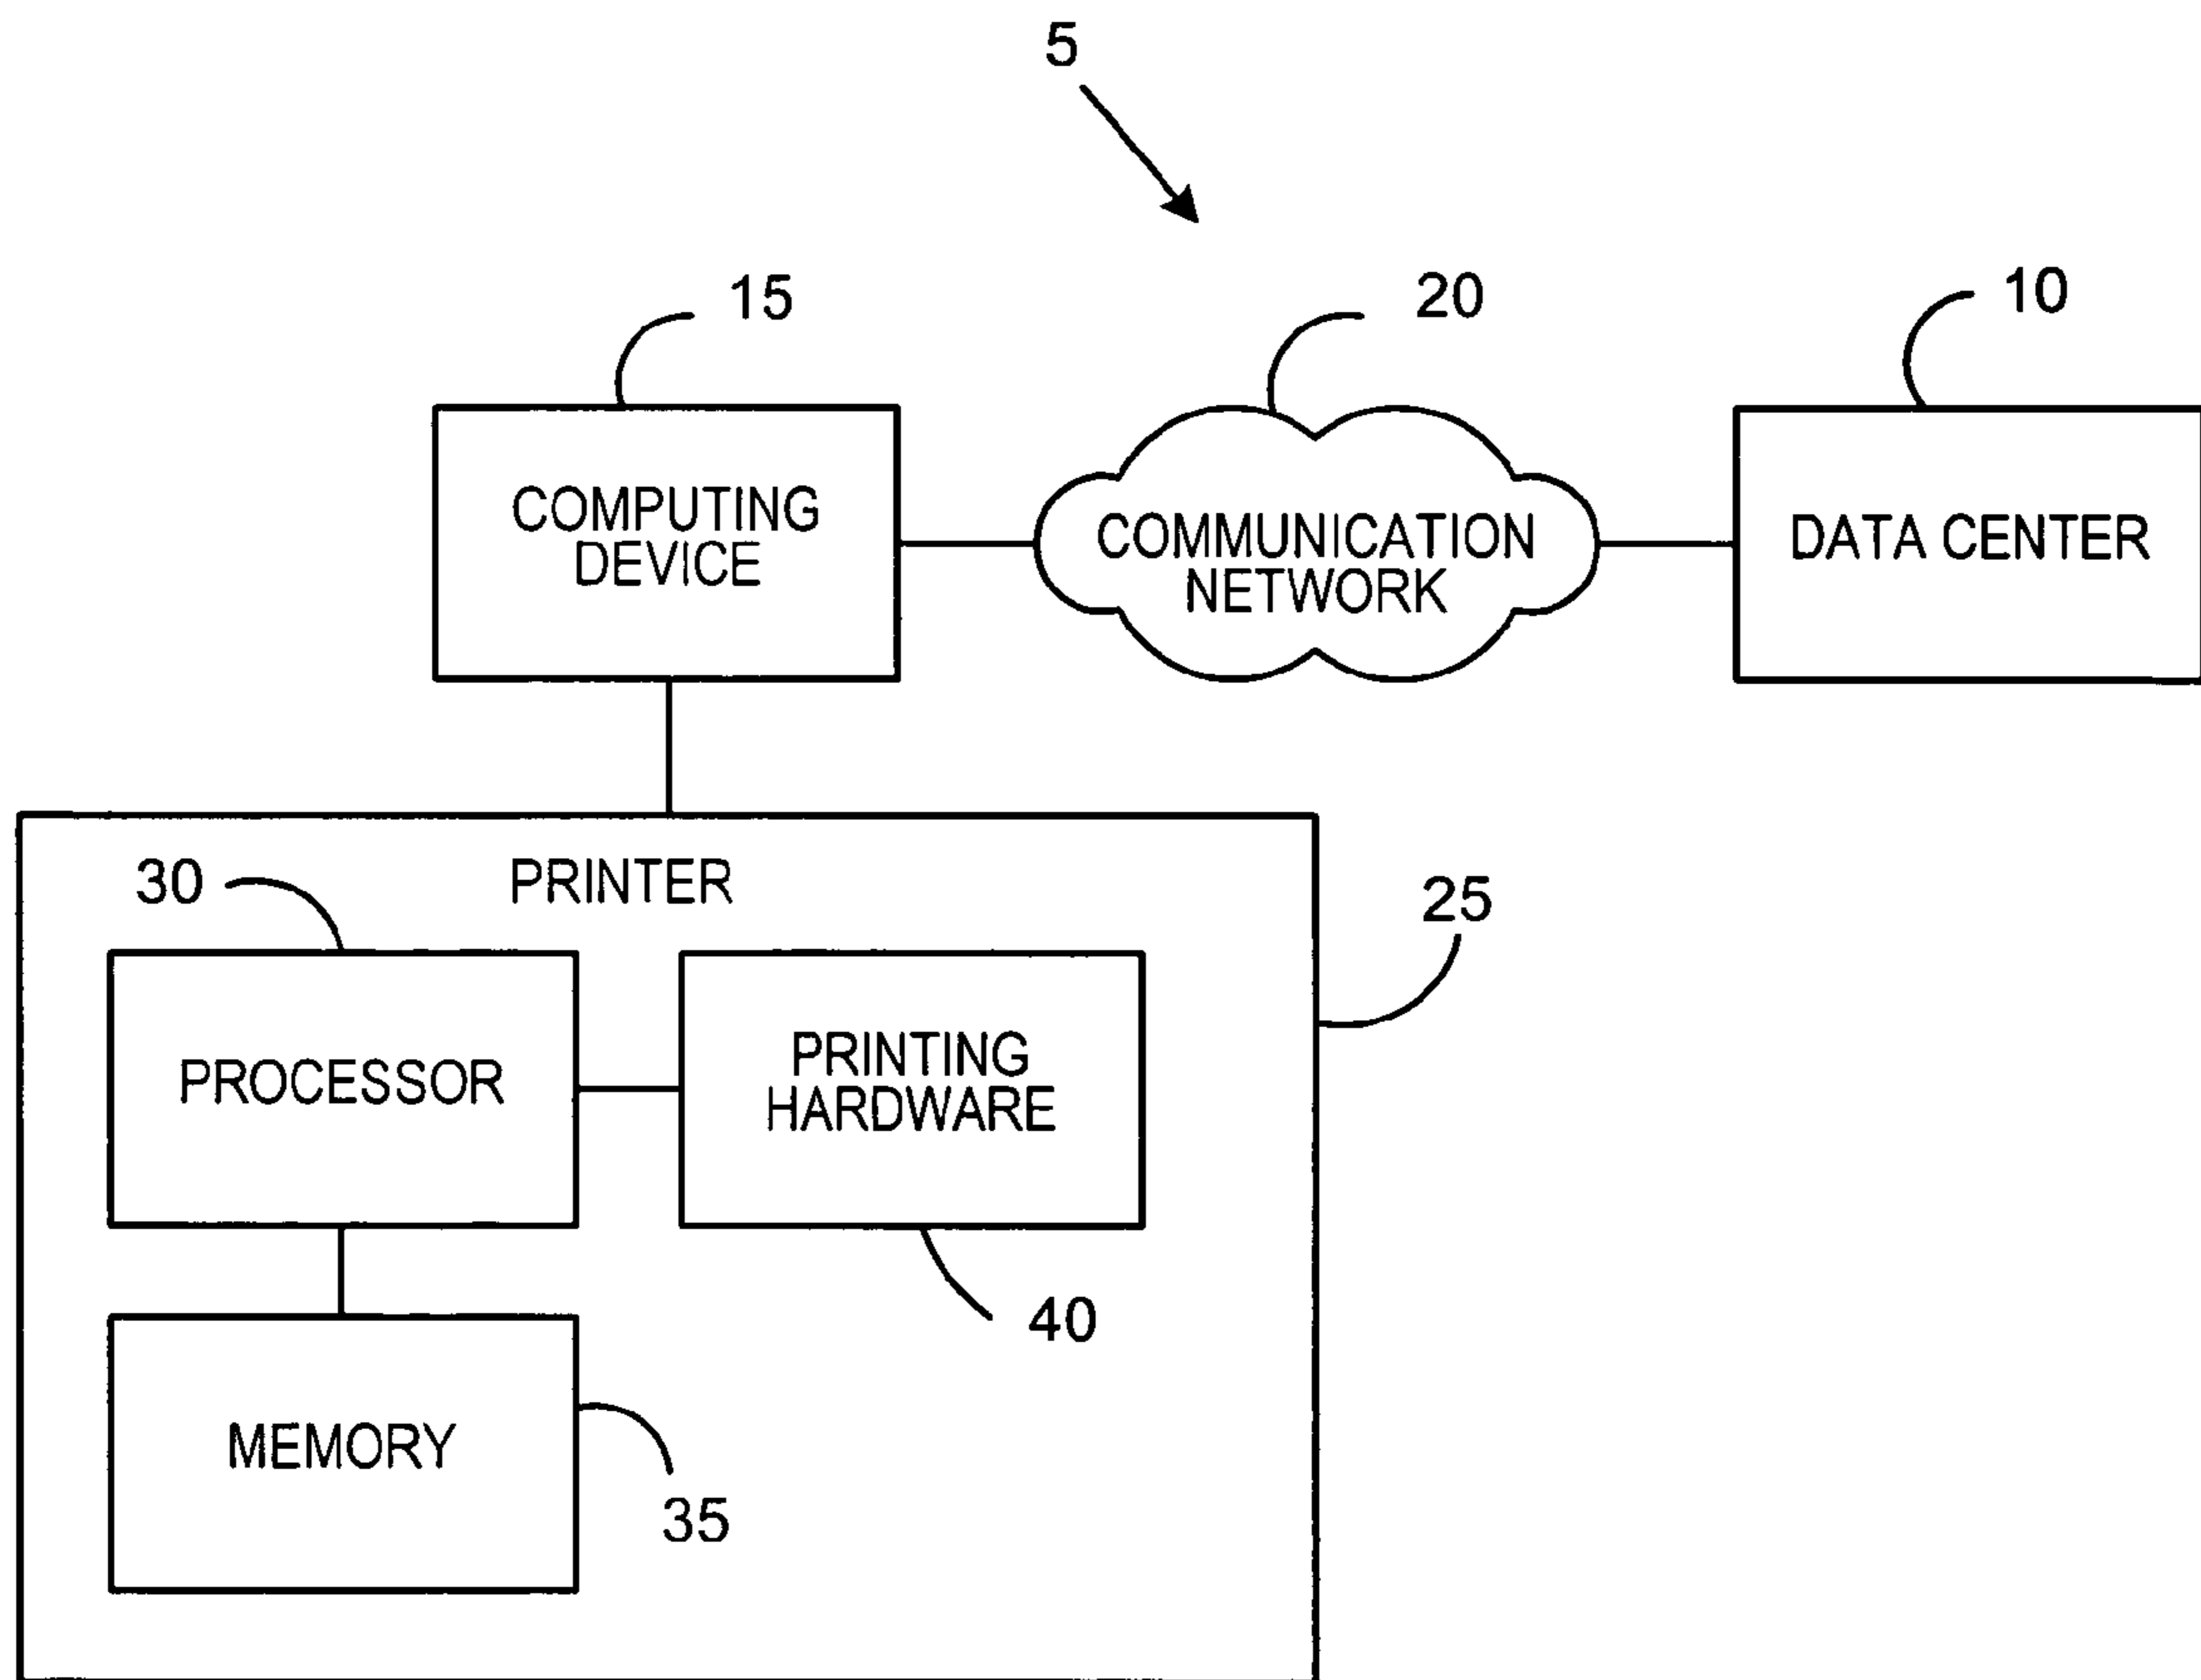 5
15
20
10
COMPUTING
DEVICE
COMMUNICATION
NETWORK
DATA CENTER
PRINTER
30
25
PROCESSOR
PRINTING
HARDWARE
40
MEMORY
35